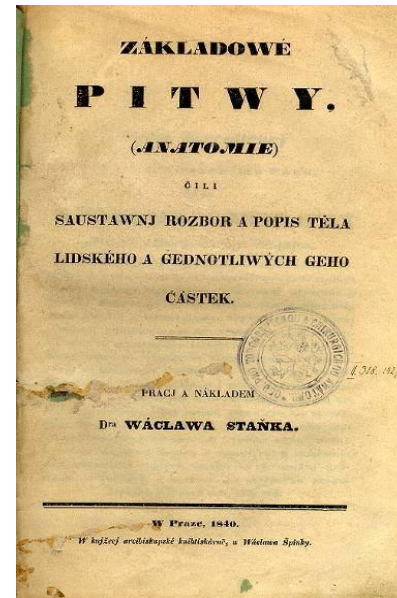 ZÁKLADOWÉ
PITWY.
(ANATOMIE)
ČILI
SAUSTAWNJ ROZBOR A POPIS TĚLA
LIDSKÉHO A GEDNOTLIWÝCH GEHO
ČÁSTEK.
PRACJ A NÁKLADEM
Dra WÁCLAWA STAŇKA.
W Praze, 1840.
W knjžecj arcibiskupské knihtiskárně, u Wáclawa Špinky.